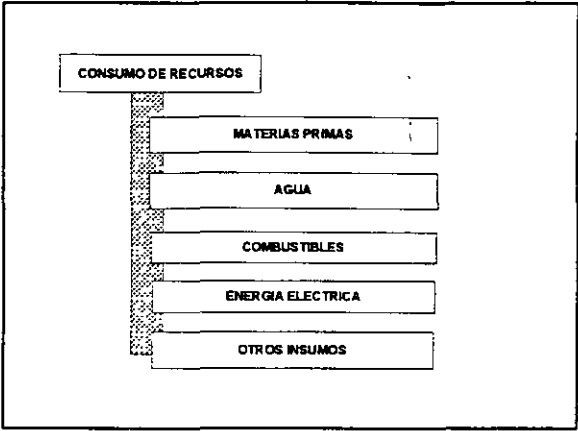 CONSUMO DE RECURSOS
MATERIAS PRIMAS
AGUA
COMBUSTIBLES
ENERGIA ELECTRICA
OTROS INSUMOS